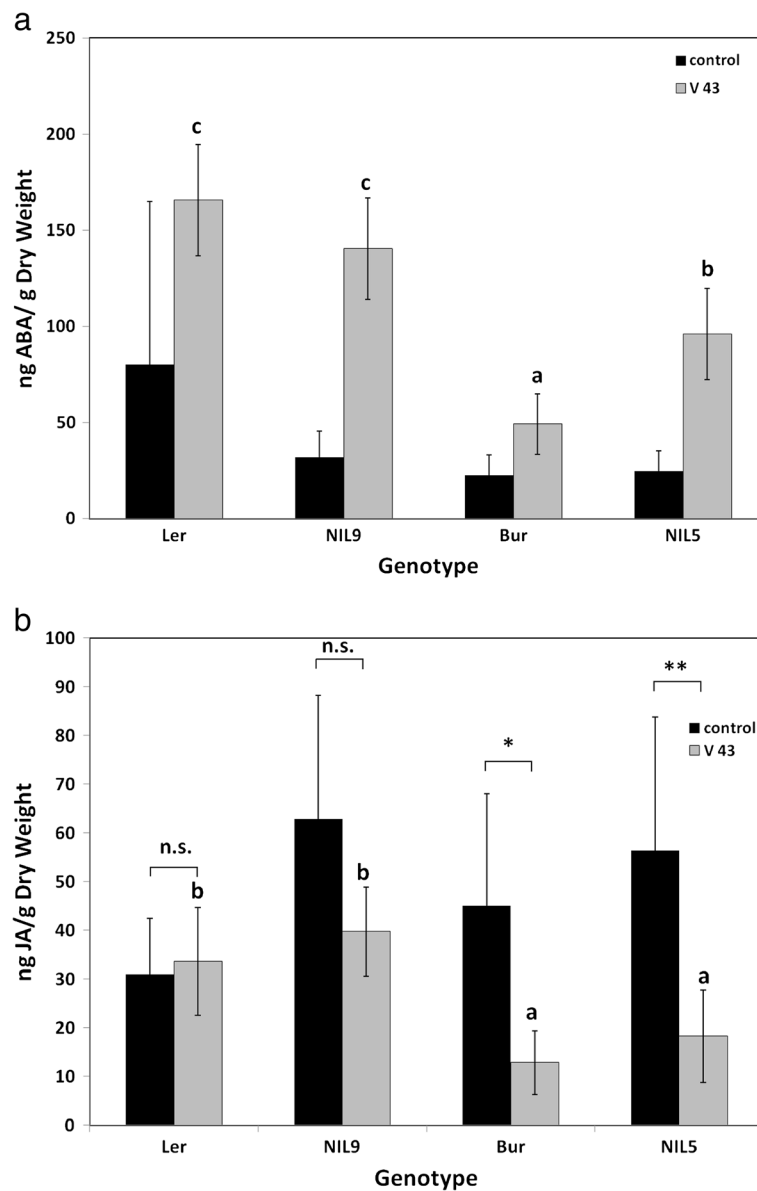 a
250
200
150
100
50
0
ng ABA/ g Dry Weight
control
V 43
c
c
a
b
Ler NIL9 Bur NIL5
Genotype
b
100
90
80
70
60
50
40
30
20
10
0
ng JA/g Dry Weight
control
V 43
n.s.
n.s.
*
**
b
b
a
a
Ler NIL9 Bur NIL5
Genotype